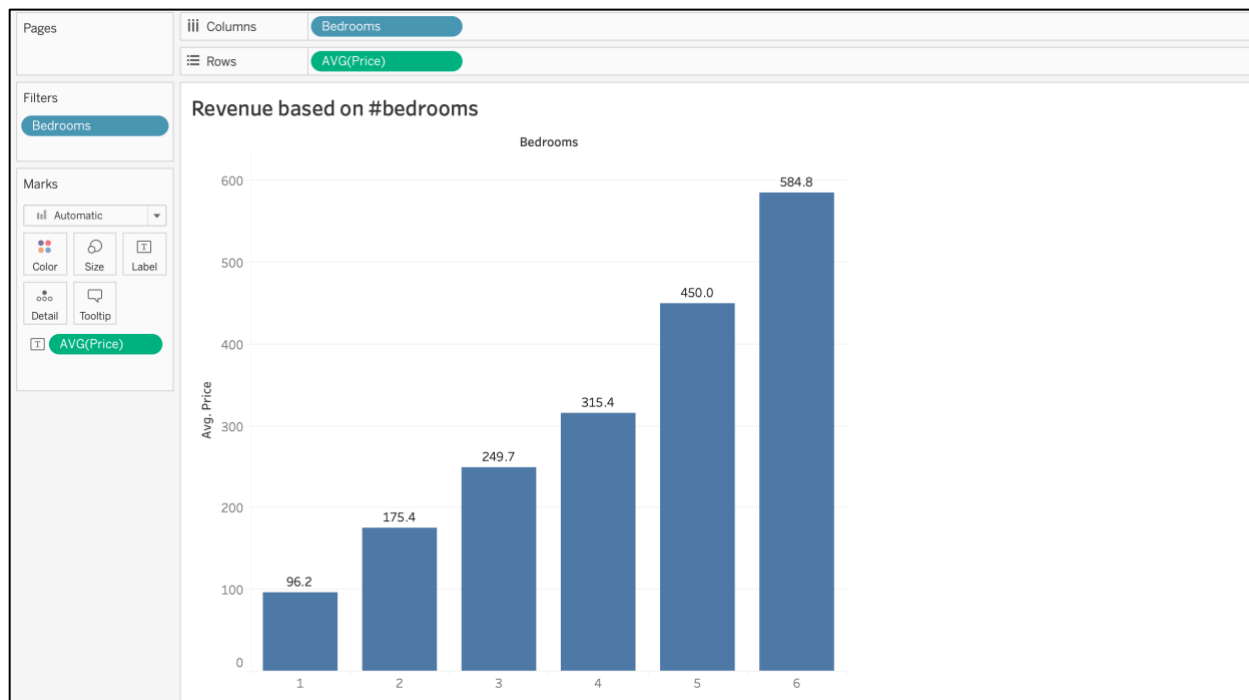 Pages
Columns
Bedrooms
Rows
AVG(Price)
Filters
Bedrooms
Marks
Automatic
Color
Size
Label
Detail
Tooltip
AVG(Price)
Revenue based on #bedrooms
Bedrooms
Avg. Price
600
500
400
300
200
100
0
96.2
175.4
249.7
315.4
450.0
584.8
1
2
3
4
5
6